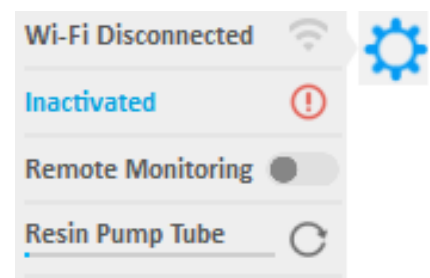 Wi-Fi Disconnected
Inactivated
Remote Monitoring
Resin Pump Tube